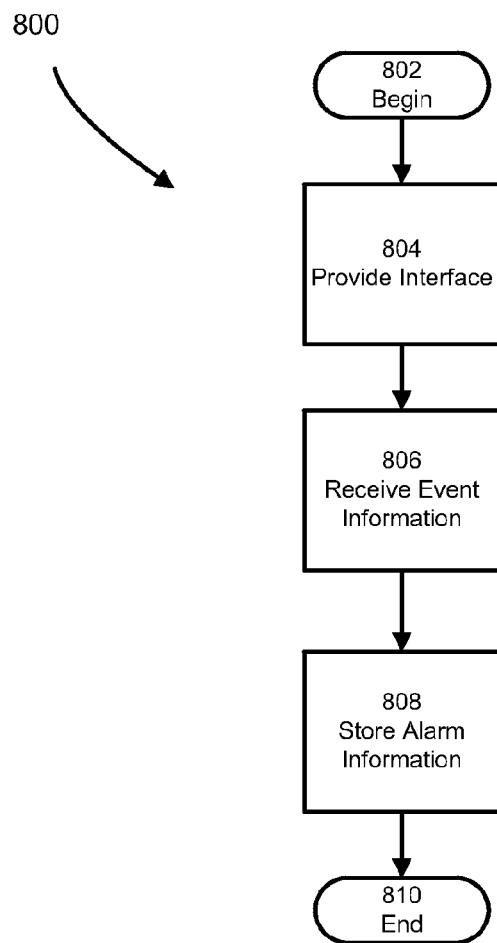 800
802
Begin
804
Provide Interface
806
Receive Event
Information
808
Store Alarm
Information
810
End